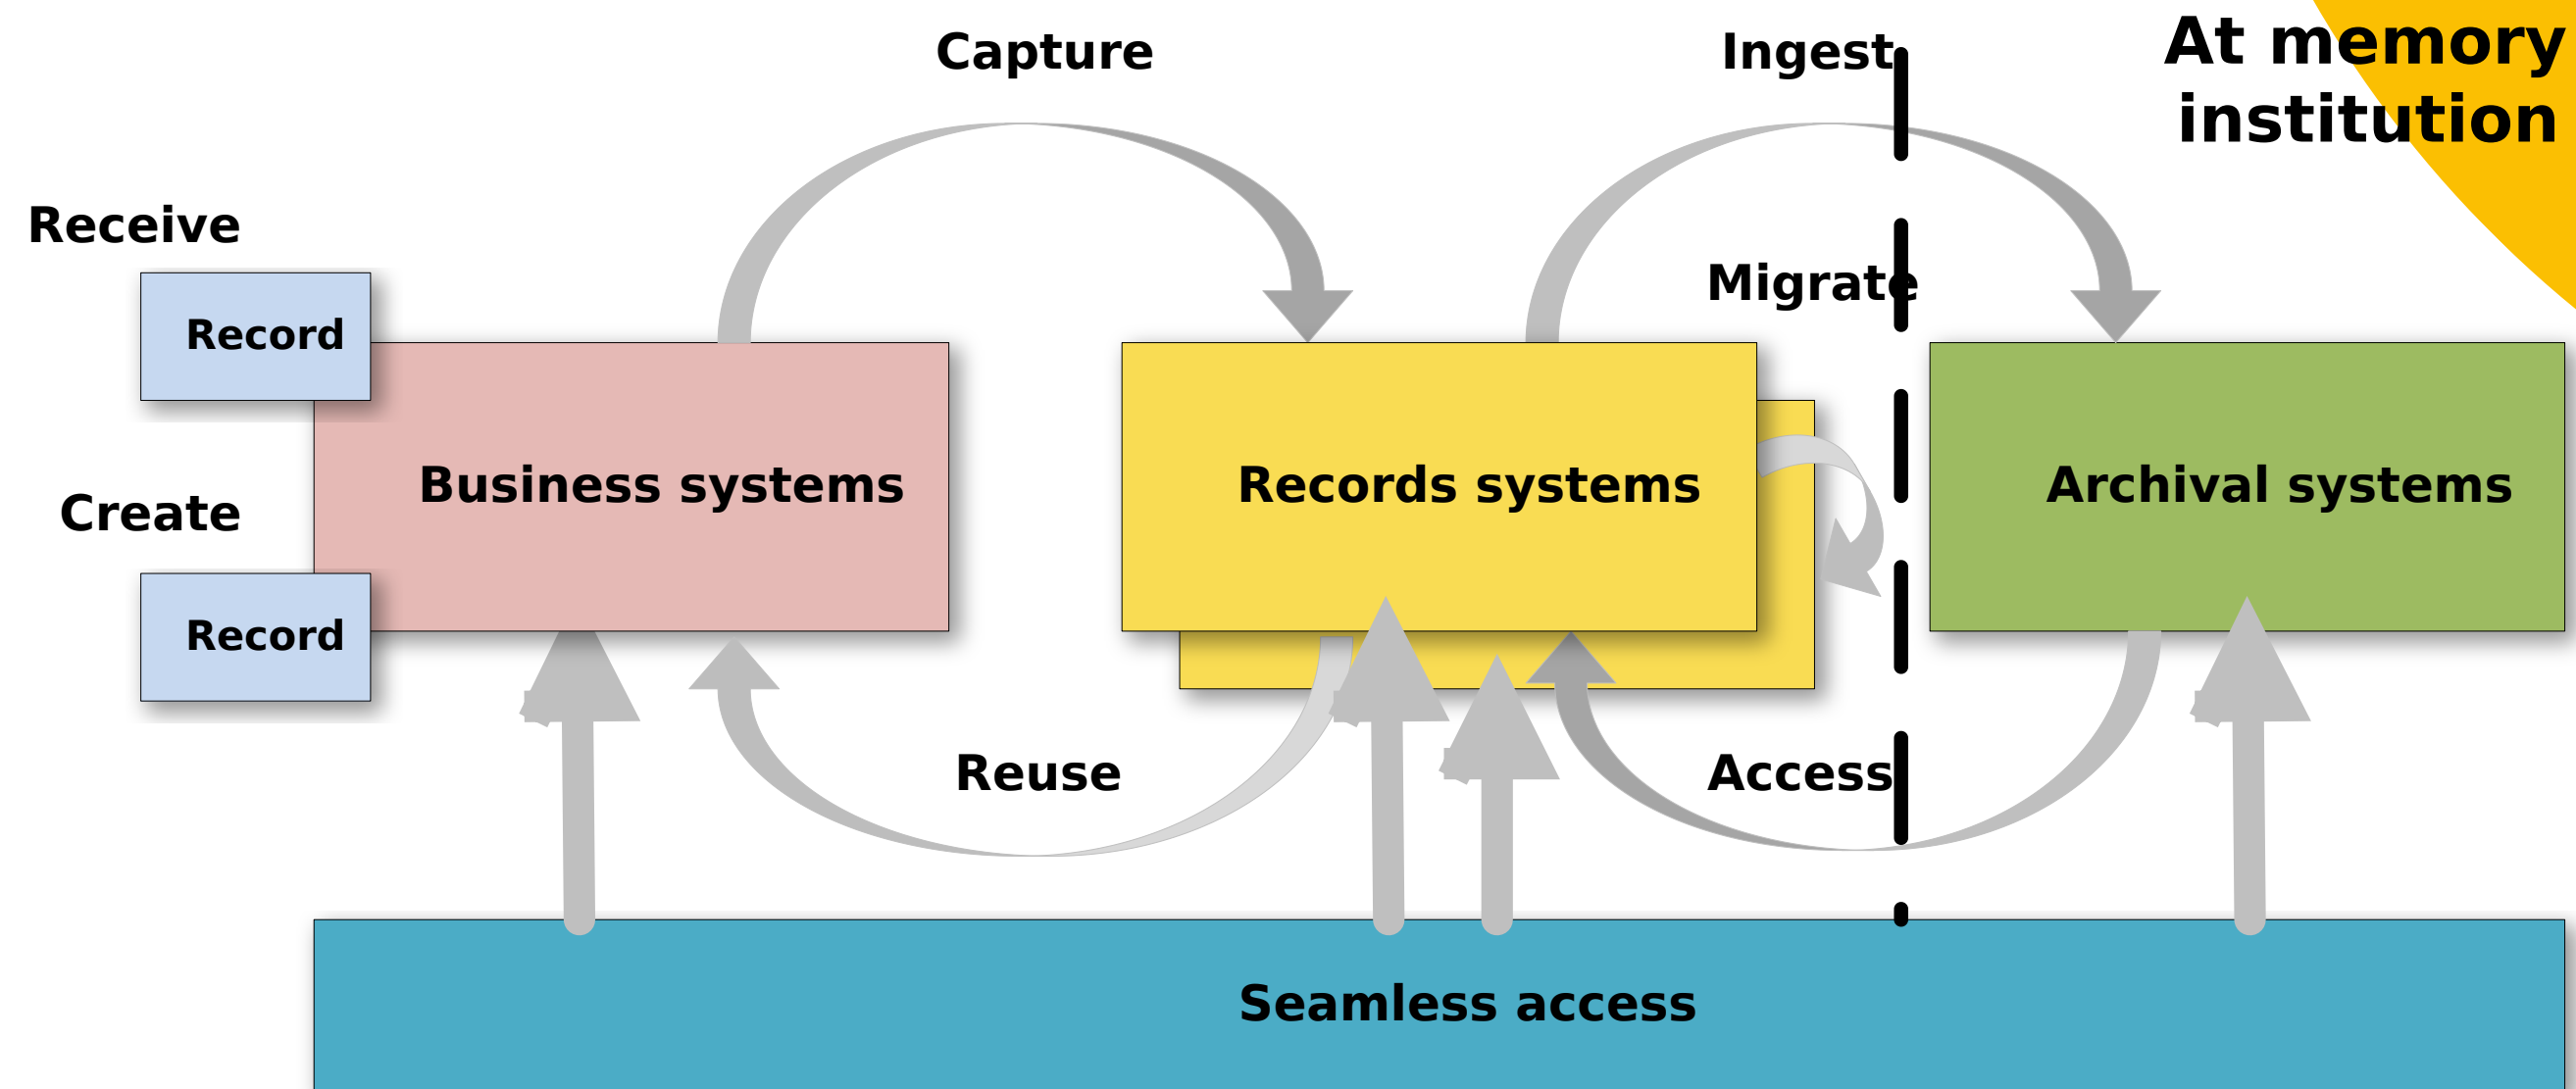 Capture
Ingest
At memory
institution
Receive
Migrate
Record
Business systems
Records systems
Archival systems
Create
Record
Reuse
Access
Seamless access